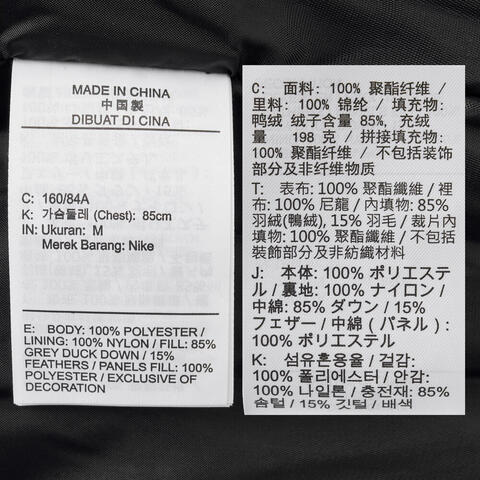 MADE IN CHINA
中国製
DIBUAT DI CINA
C: 160/84A
K: 가슴둘레 (Chest): 85cm
IN: Ukuran: M
Merek Barang: Nike
E: BODY: 100% POLYESTER /
LINING: 100% NYLON / FILL: 85%
GREY DUCK DOWN / 15%
FEATHERS / PANELS FILL: 100%
POLYESTER / EXCLUSIVE OF
DECORATION
C: 面料: 100% 聚酯纤维 /
里料: 100% 锦纶 / 填充物:
鸭绒 绒子含量 85%, 充绒
量 198 克 / 拼接填充物:
100% 聚酯纤维 / 不包括装饰
部分及非纤维物质
T: 表布: 100% 聚酯纖維 / 裡
布: 100% 尼龍 / 內填物: 85%
羽絨(鴨絨), 15% 羽毛 / 裁片內
填物: 100% 聚酯纖維 / 不包括
裝飾部分及非紡織材料
J: 本体: 100% ポリエステ
ル / 裏地: 100% ナイロン /
中綿: 85% ダウン / 15%
フェザー / 中綿 (パネル):
100% ポリエステル
K: 섬유혼용율 / 겉감:
100% 폴리에스터 / 안감:
100% 나일론 / 충전재: 85%
솜털 / 15% 깃털 / 배색